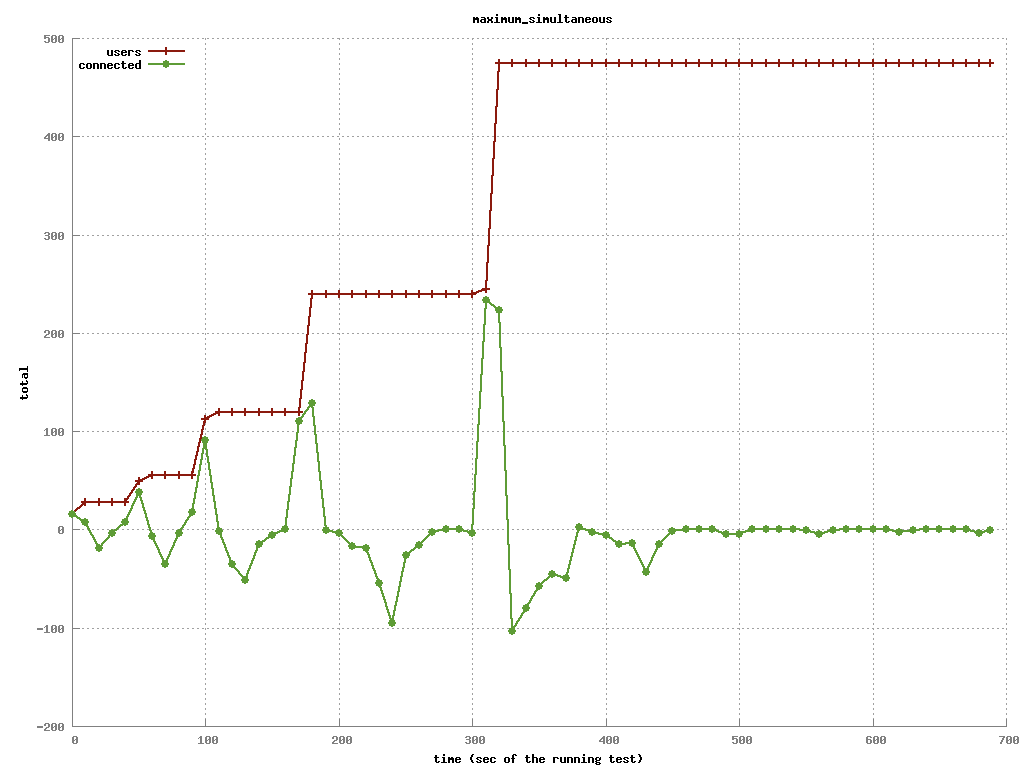 maximum_simultaneous
500
400
300
200
100
0
-100
-200
users
connected
total
0 100 200 300 400 500 600 700
time (sec of the running test)